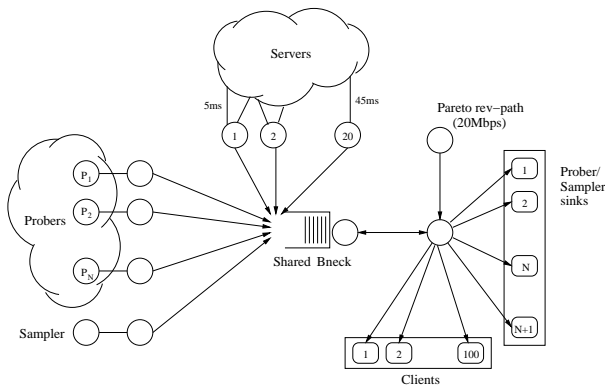 Servers
5ms
45ms
1
2
20
Pareto rev−path
(20Mbps)
Prober/
Sampler
sinks
1
2
N
N+1
Probers
P1
P2
PN
Sampler
Shared Bneck
1
2
100
Clients